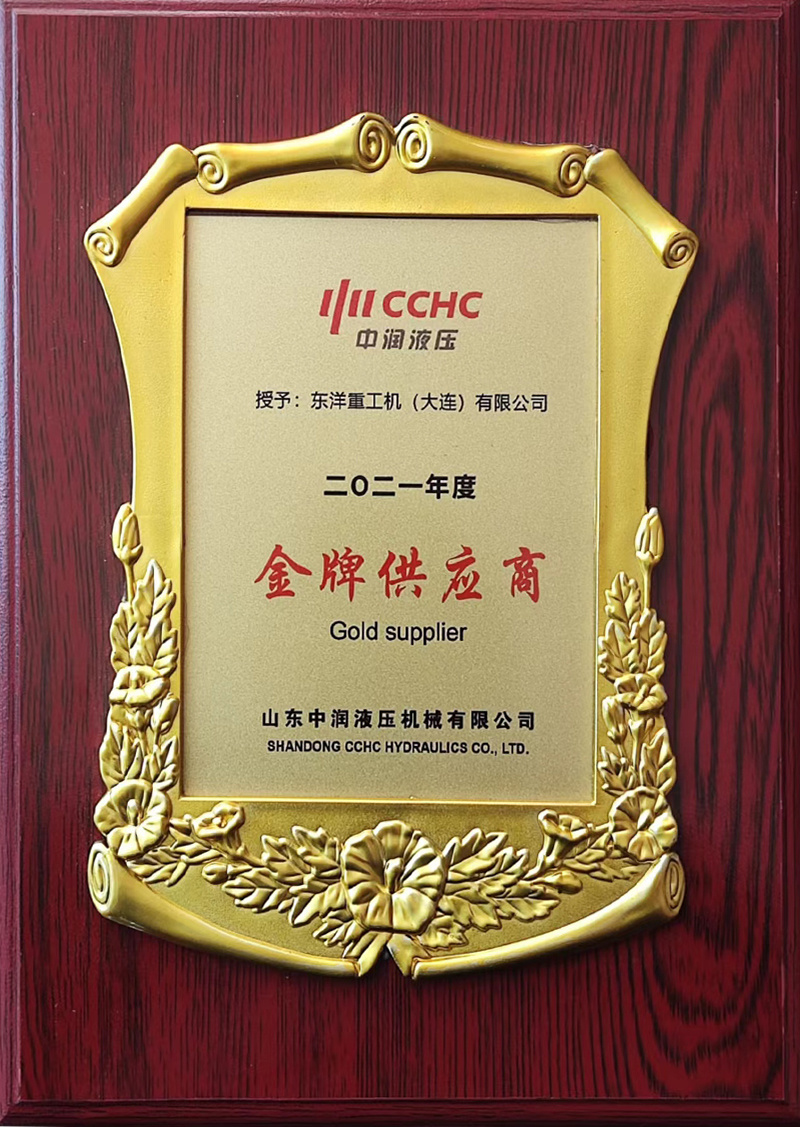 CCHC
中润液压
授予：东洋重工机（大连）有限公司
二〇二一年度
金牌供应商
Gold supplier
山东中润液压机械有限公司
SHANDONG CCHC HYDRAULICS CO., LTD.